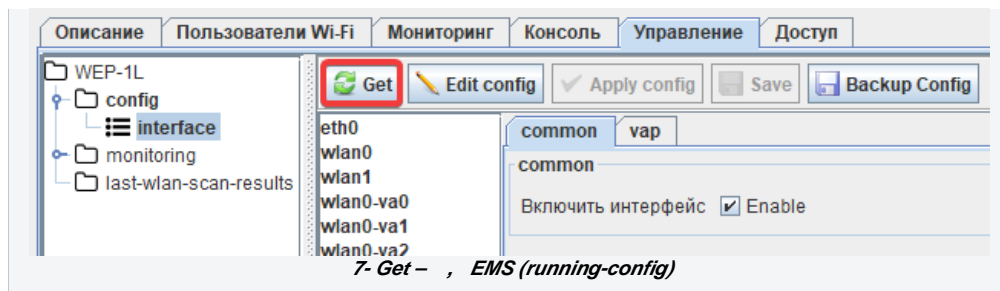 Описание Пользователи Wi-Fi Мониторинг Консоль Управление Доступ
WEP-1L
config
interface
monitoring
last-wlan-scan-results
Get Edit config Apply config Save Backup Config
eth0
wlan0
wlan1
wlan0-va0
wlan0-va1
wlan0-va2
common vap
common
Включить интерфейс Enable
7- Get – , EMS (running-config)